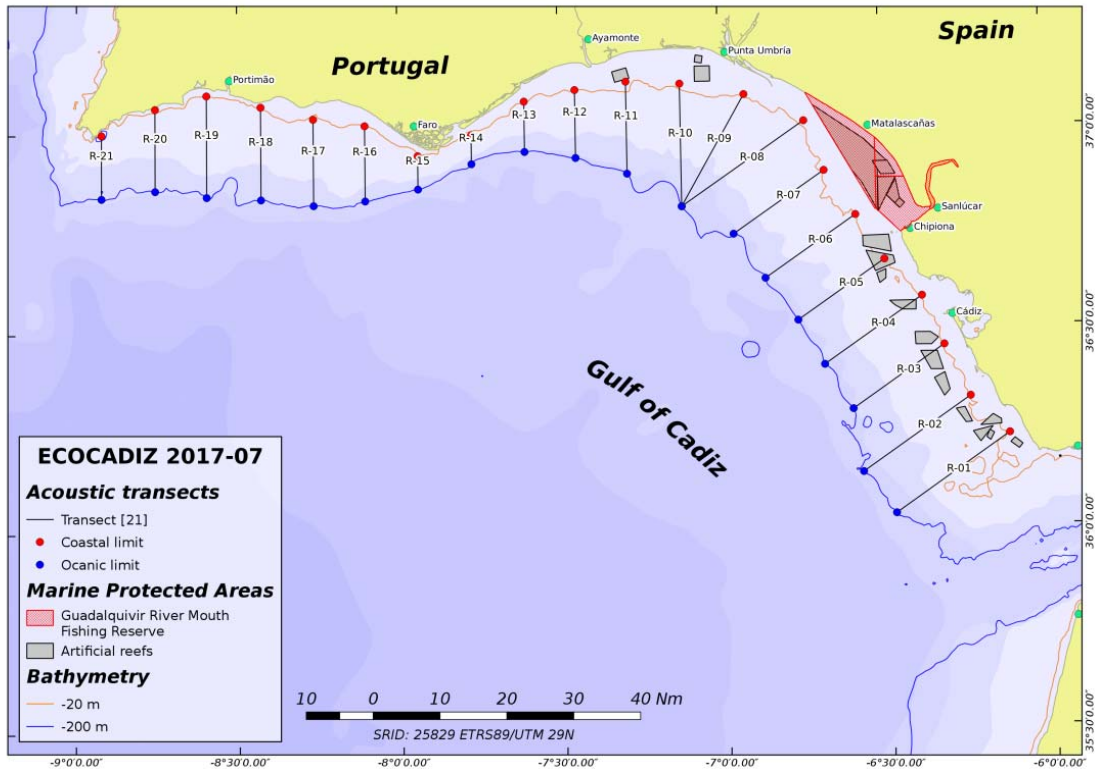 Spain
Portugal
Ayamonte
Punta Umbría
Portimão
Faro
Matalascañas
Sanlúcar
Chipiona
Cádiz
R-21
R-20
R-19
R-18
R-17
R-16
R-15
R-14
R-13
R-12
R-11
R-10
R-09
R-08
R-07
R-06
R-05
R-04
R-03
R-02
R-01
Gulf of Cadiz
37°0'0.00"
36°30'0.00"
36°0'0.00"
35°30'0.00"
ECOCADIZ 2017-07
Acoustic transects
Transect [21]
Coastal limit
Ocanic limit
Marine Protected Areas
Guadalquivir River Mouth
Fishing Reserve
Artificial reefs
Bathymetry
-20 m
-200 m
10 0 10 20 30 40 Nm
SRID: 25829 ETRS89/UTM 29N
-9°0'0.00" -8°30'0.00" -8°0'0.00" -7°30'0.00" -7°0'0.00" -6°30'0.00" -6°0'0.00"